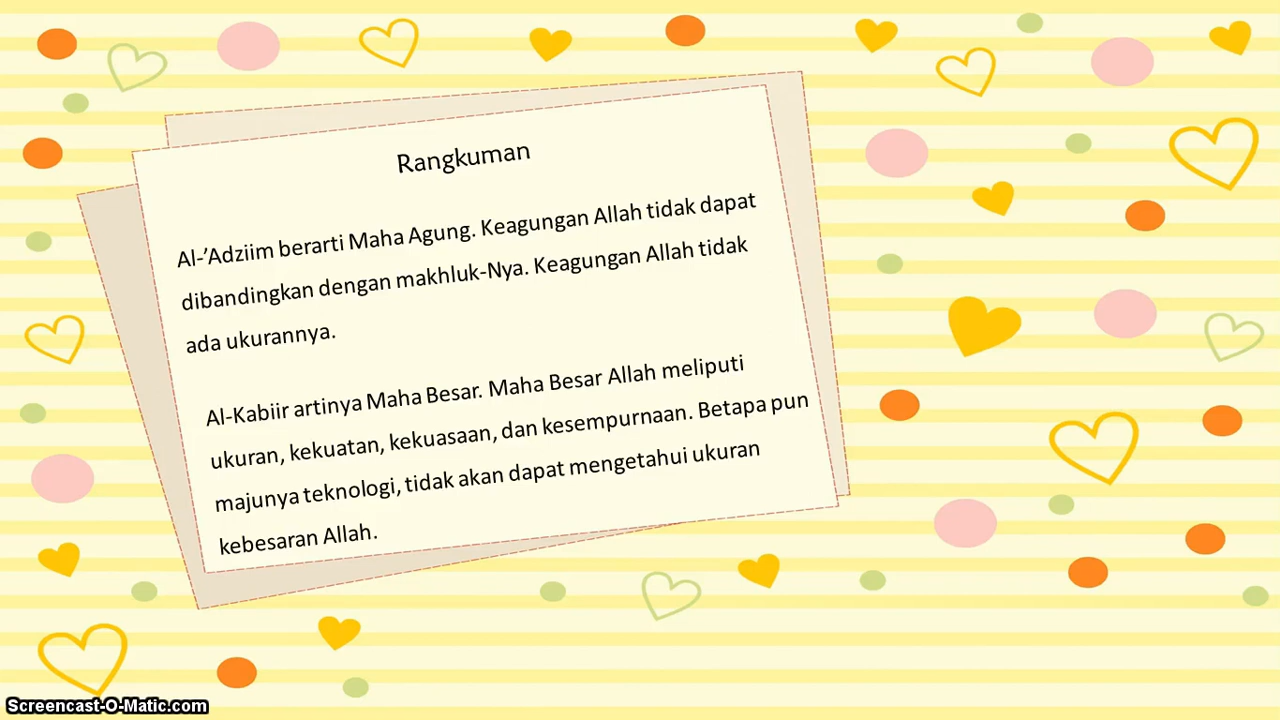 Rangkuman
Al-’Adziim berarti Maha Agung. Keagungan Allah tidak dapat
dibandingkan dengan makhluk-Nya. Keagungan Allah tidak
ada ukurannya.
Al-Kabiir artinya Maha Besar. Maha Besar Allah meliputi
ukuran, kekuatan, kekuasaan, dan kesempurnaan. Betapa pun
majunya teknologi, tidak akan dapat mengetahui ukuran
kebesaran Allah.
Screencast-O-Matic.com